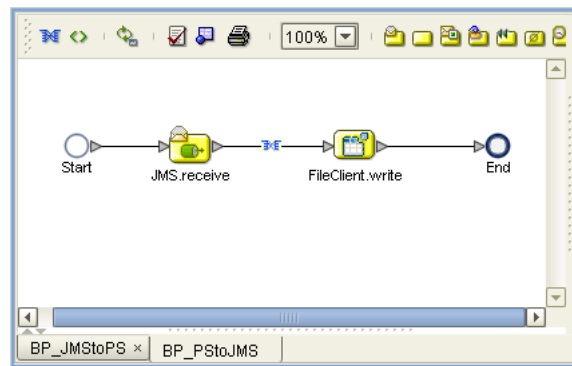 100%
Start
JMS.receive
FileClient.write
End
BP_JMStoPS ×
BP_PStoJMS